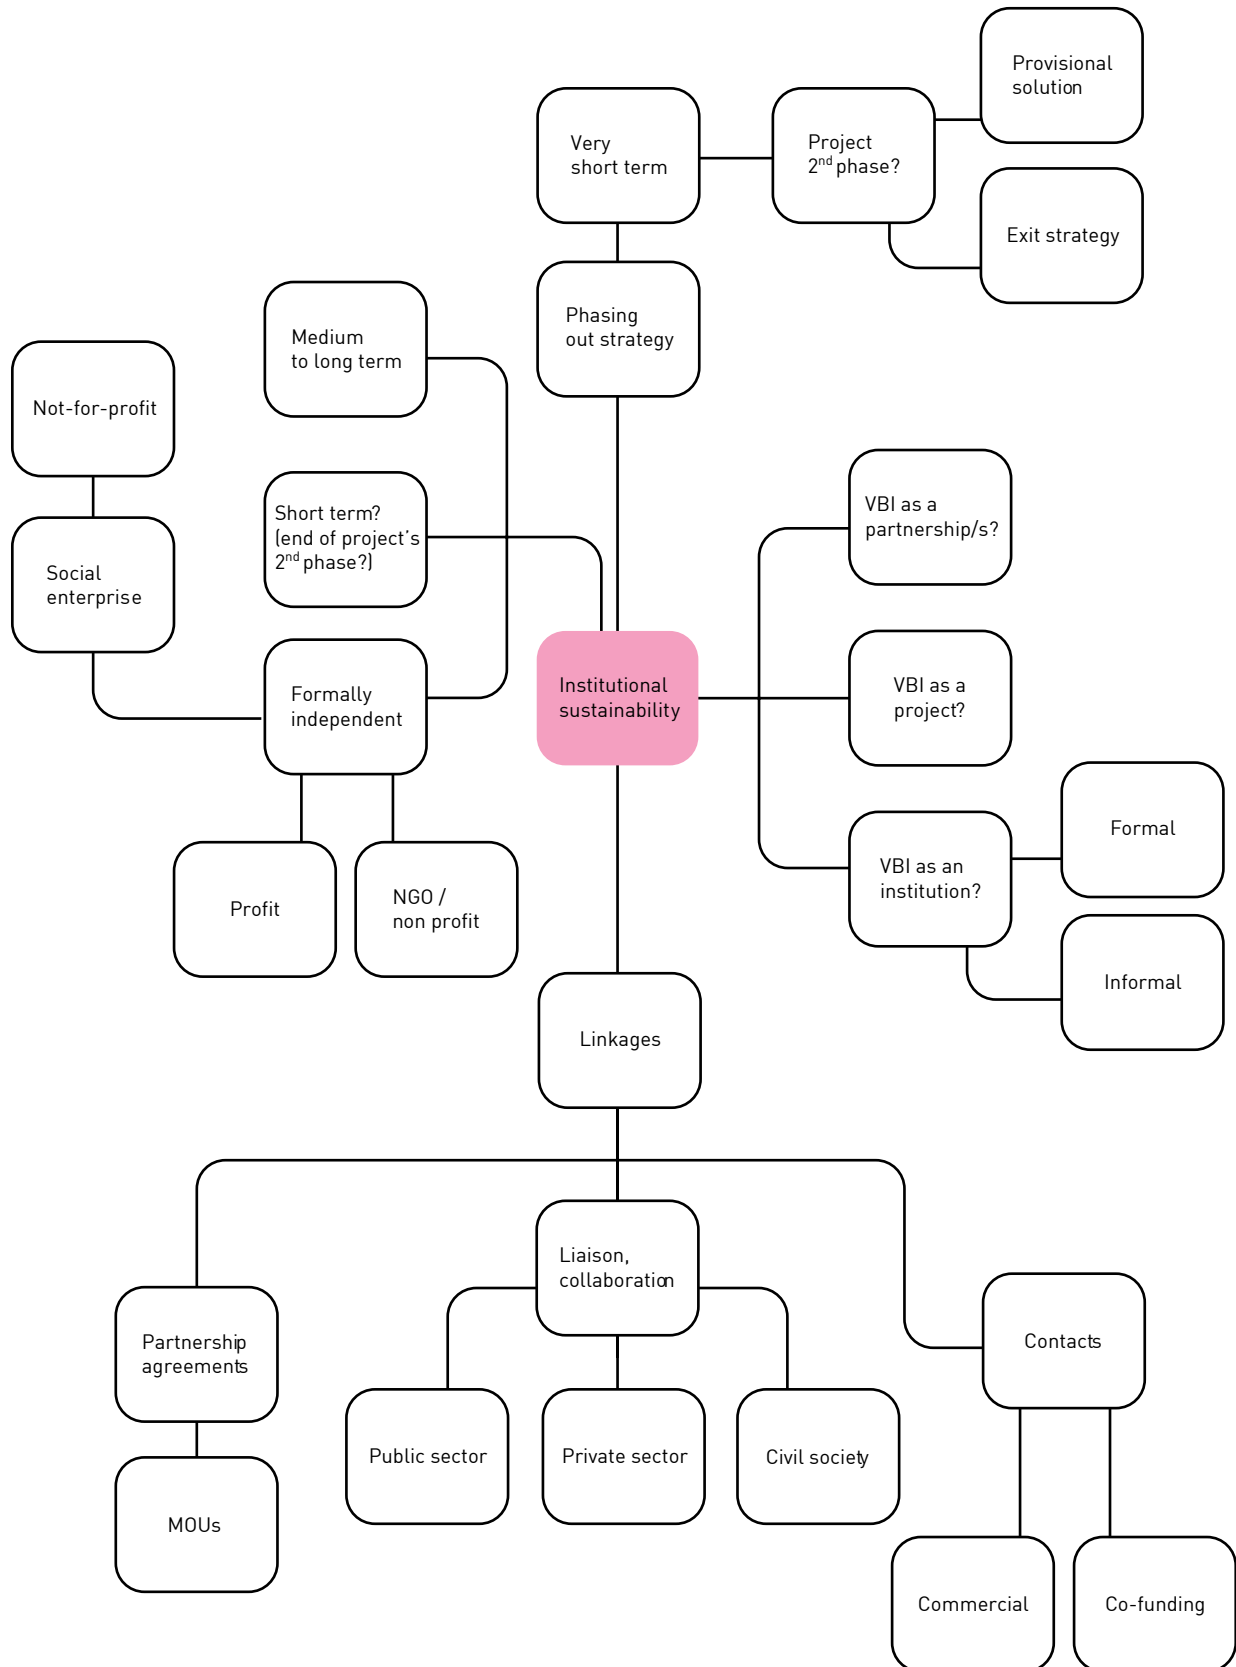 Provisional
solution
Very
short term
Project
2nd phase?
Exit strategy
Phasing
out strategy
Medium
to long term
Not-for-profit
Short term?
(end of project's
2nd phase?)
VBI as a
partnership/s?
Social
enterprise
Formally
independent
Institutional
sustainability
VBI as a
project?
Formal
VBI as an
institution?
Profit
NGO /
non profit
Informal
Linkages
Liaison,
collaboration
Partnership
agreements
Contacts
Public sector
Private sector
Civil society
MOUs
Commercial
Co-funding